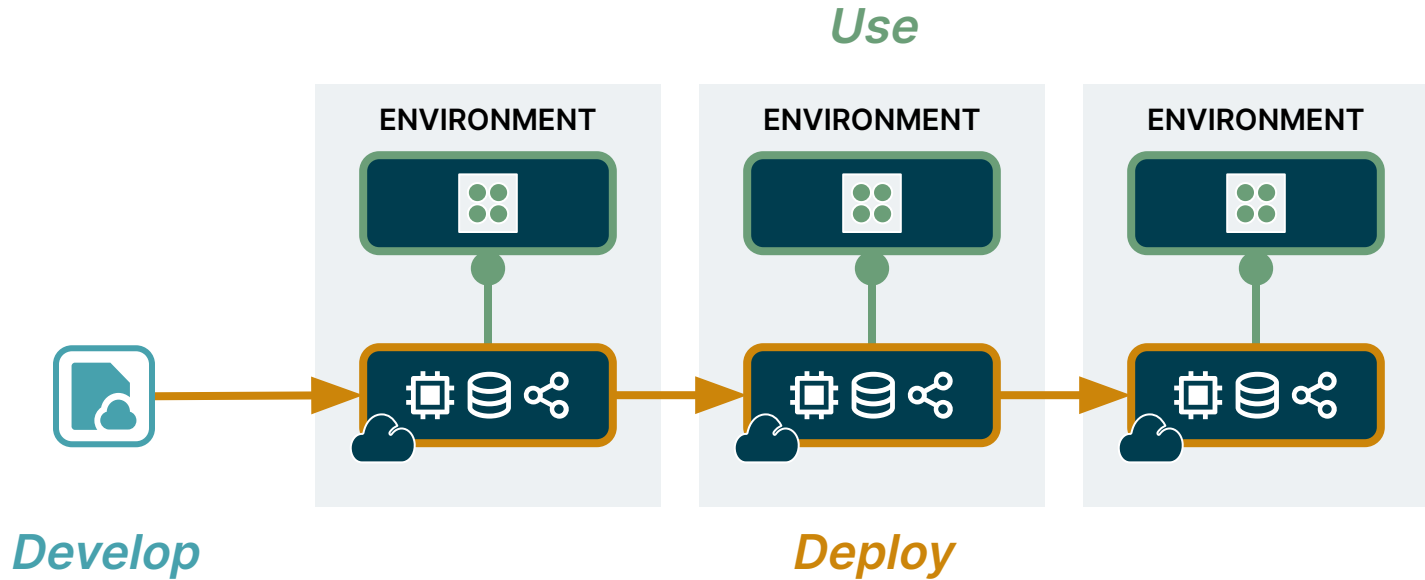 Use
ENVIRONMENT
ENVIRONMENT
ENVIRONMENT
Develop
Deploy